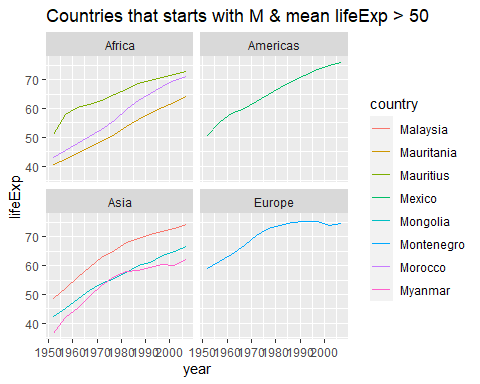 Countries that starts with M & mean lifeExp > 50
Africa
Americas
70
60
50
40
Asia
Europe
70
60
50
40
1950 1960 1970 1980 1990 2000
1950 1960 1970 1980 1990 2000
year
lifeExp
country
Malaysia
Mauritania
Mauritius
Mexico
Mongolia
Montenegro
Morocco
Myanmar